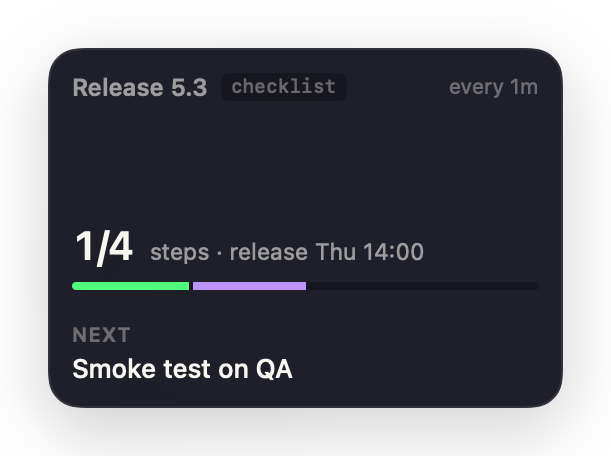 Release 5.3 checklist every 1m
1/4 steps · release Thu 14:00
NEXT
Smoke test on QA